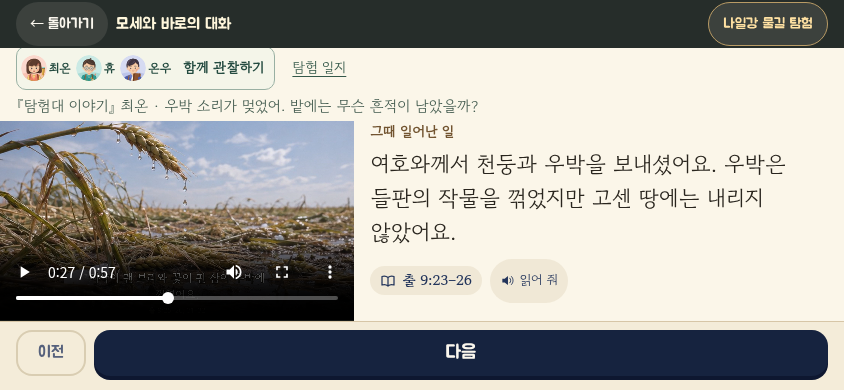 ← 돌아가기
모세와 바로의 대화
나일강 물길 탐험
최온
휴
온우
함께 관찰하기
탐험 일지
『탐험대 이야기』 최온 · 우박 소리가 멎었어. 밭에는 무슨 흔적이 남았을까?
그때 일어난 일
여호와께서 천둥과 우박을 보내셨어요. 우박은
들판의 작물을 꺾었지만 고센 땅에는 내리지
않았어요.
0:27 / 0:57
출 9:23–26
읽어 줘
이전
다음